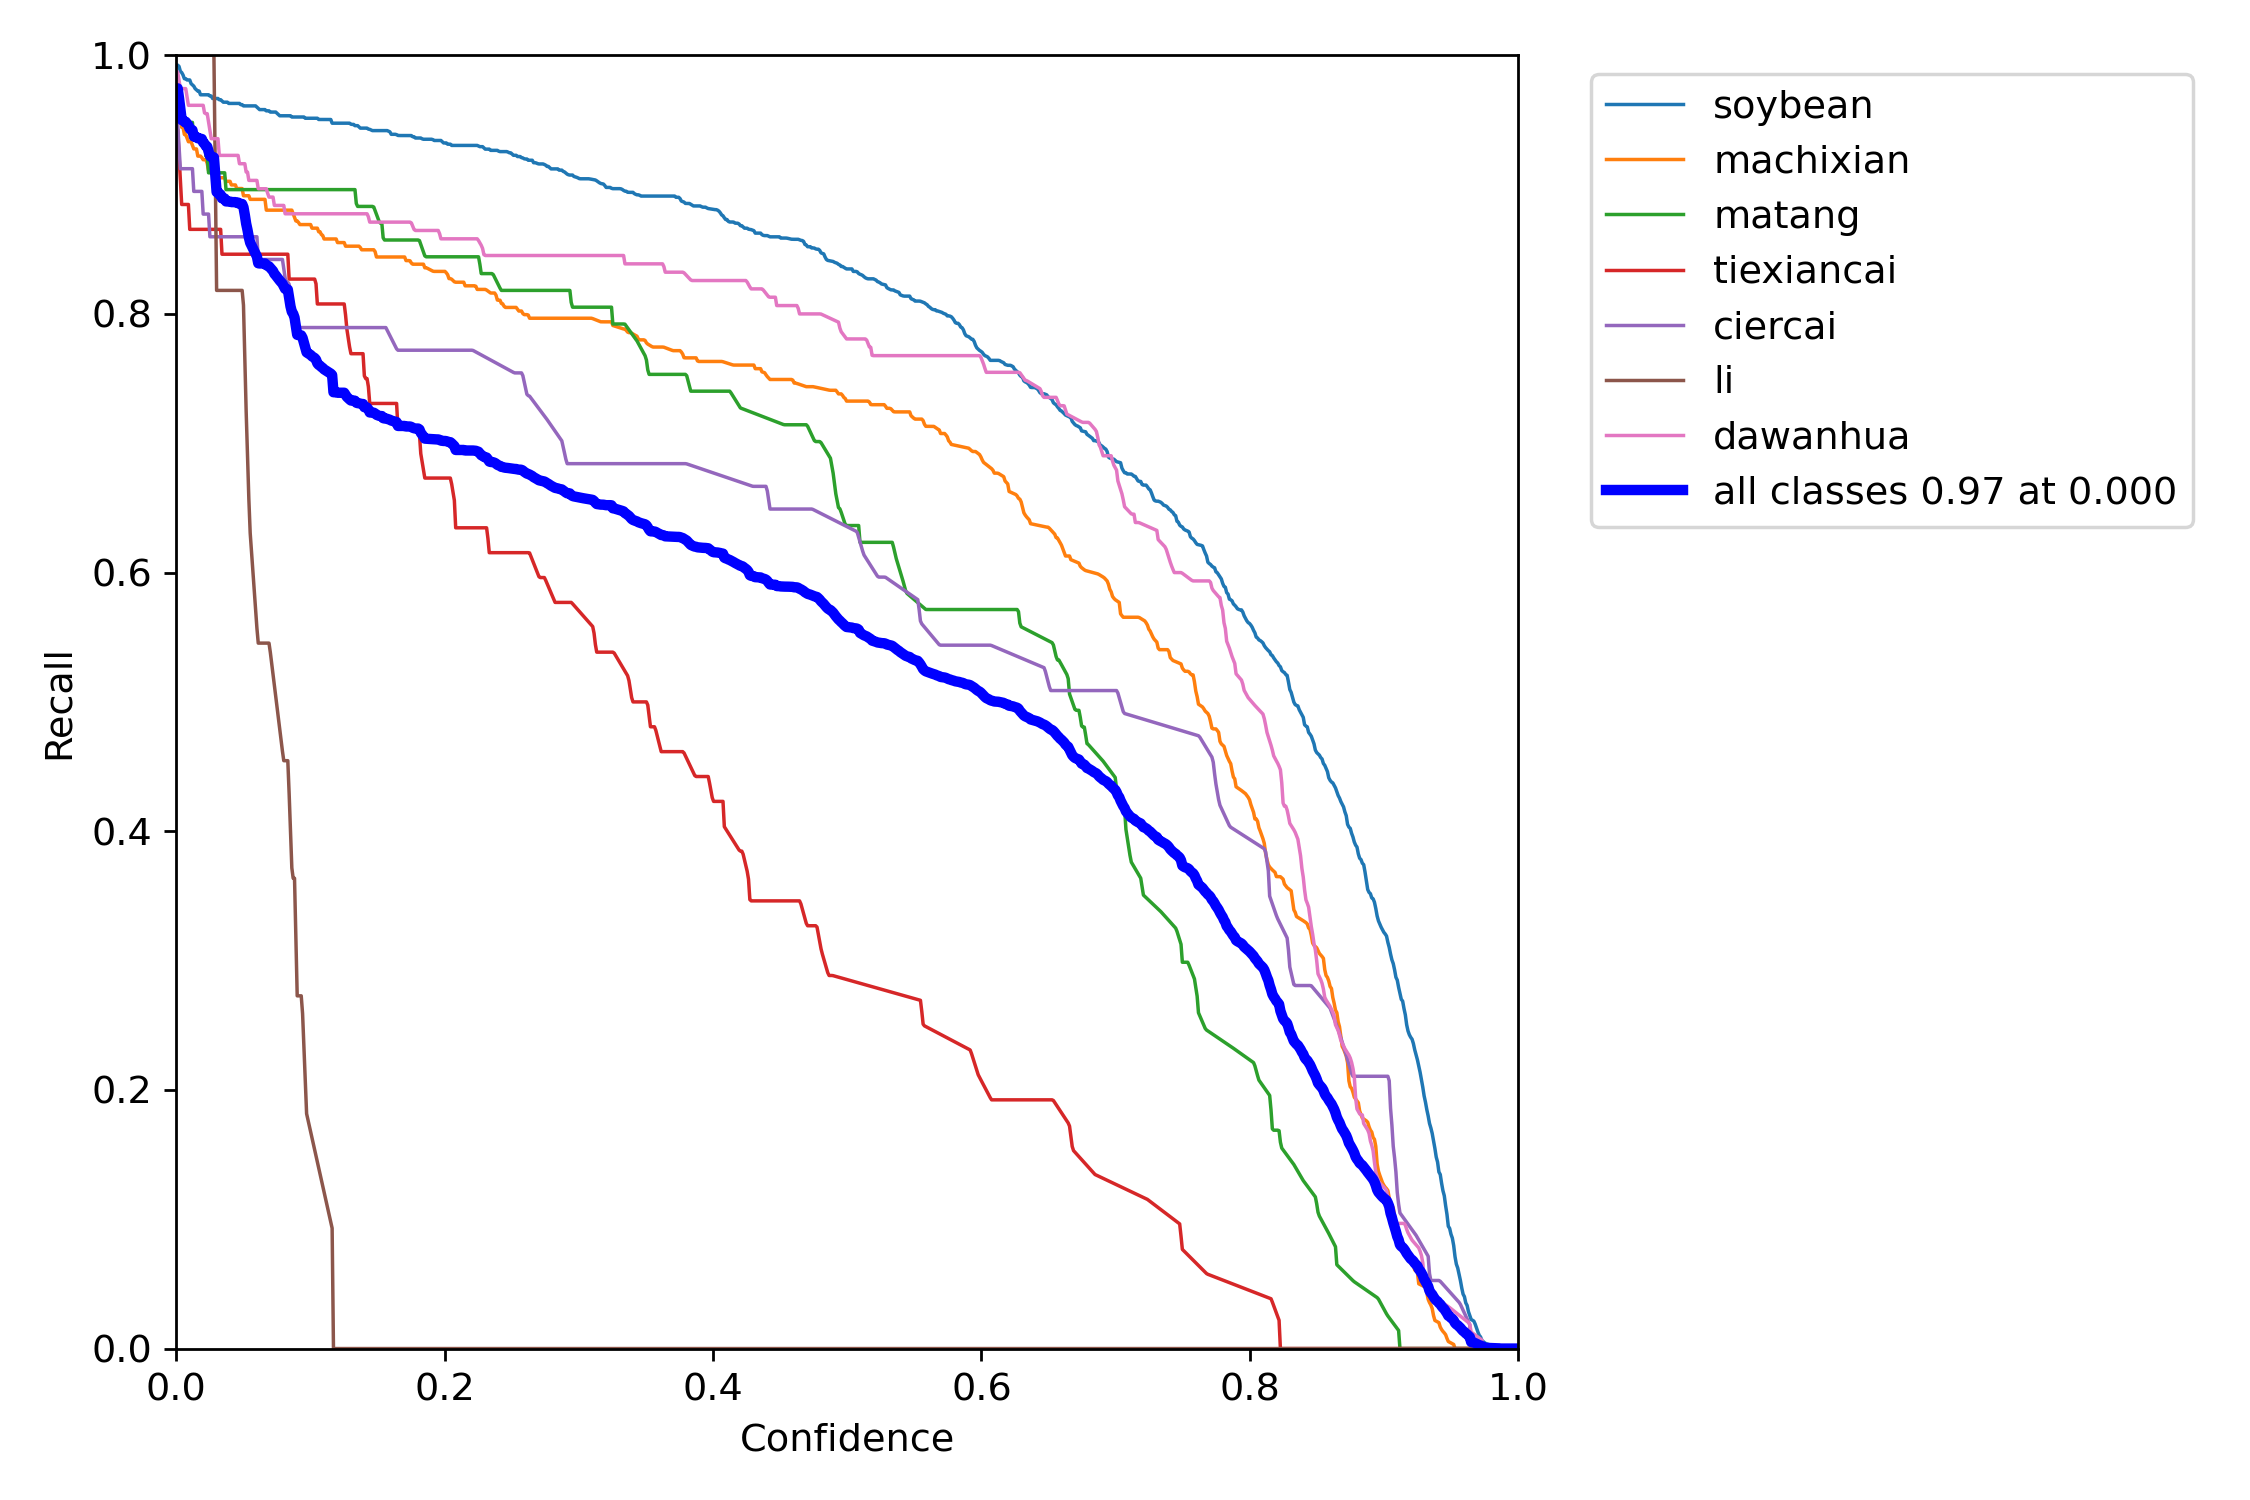 1.0
0.8
0.6
0.4
0.2
0.0
Recall
0.0 0.2 0.4 0.6 0.8 1.0
Confidence
soybean
machixian
matang
tiexiancai
ciercai
li
dawanhua
all classes 0.97 at 0.000